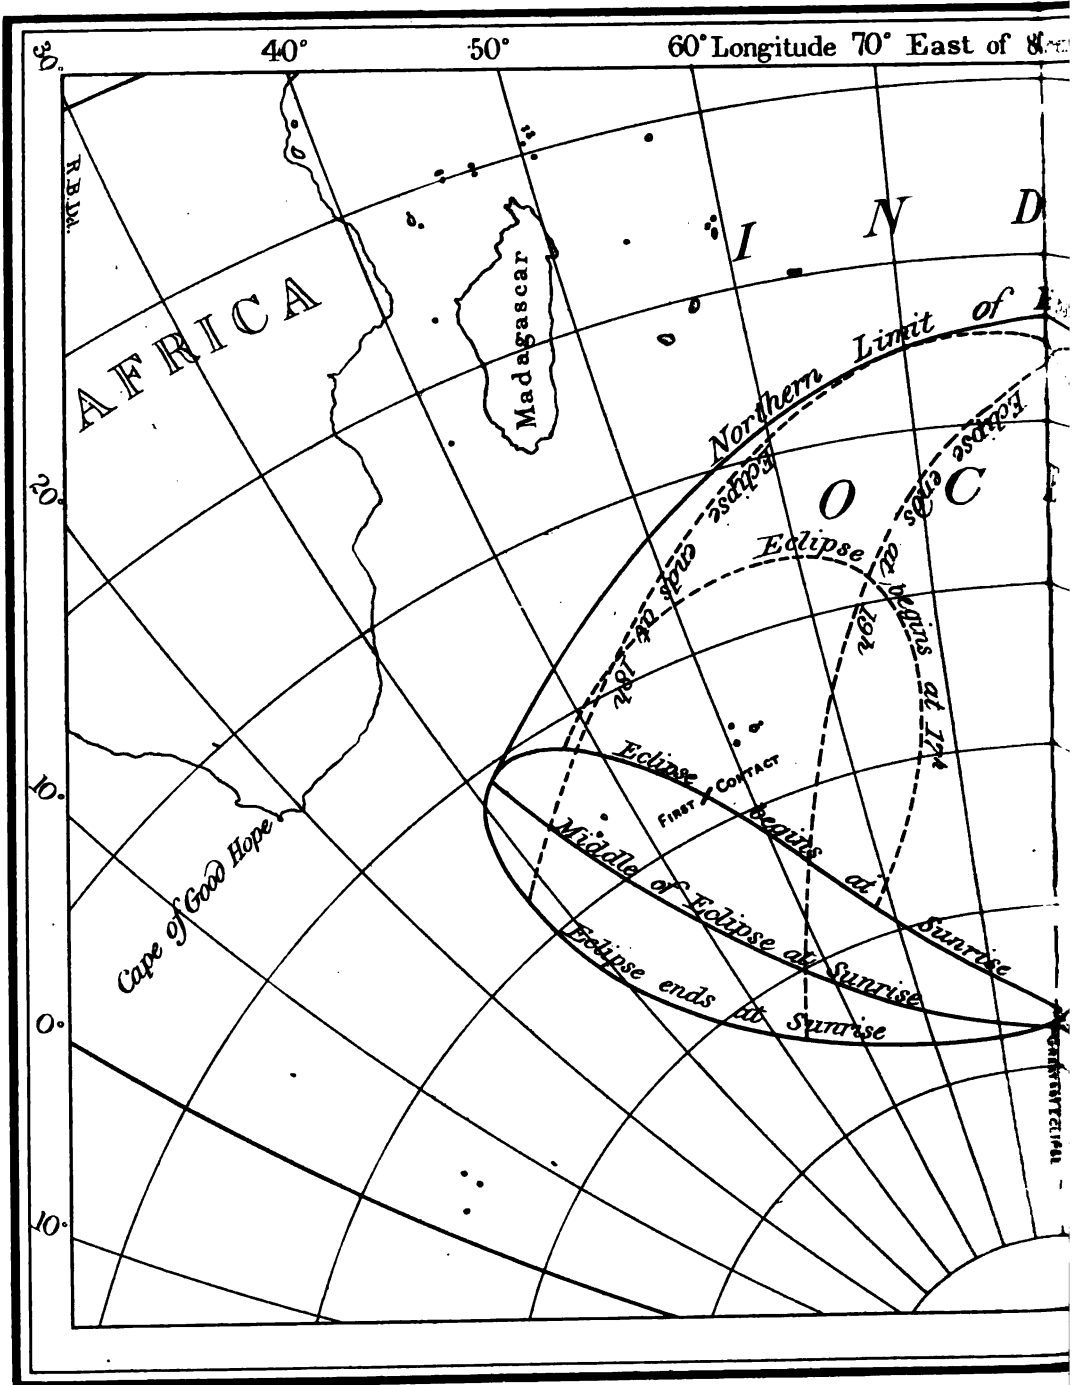 30°
40°
50°
60° Longitude 70° East of
I N D
AFRICA
Madagascar
Northern Limit of
Eclipse ends at 18h
Eclipse ends at 19h
O C
Eclipse begins at 17h
20°
10°
0°
10°
Eclipse begins at Sunrise
FIRST CONTACT
Middle of Eclipse at Sunrise
Eclipse ends at Sunrise
Cape of Good Hope